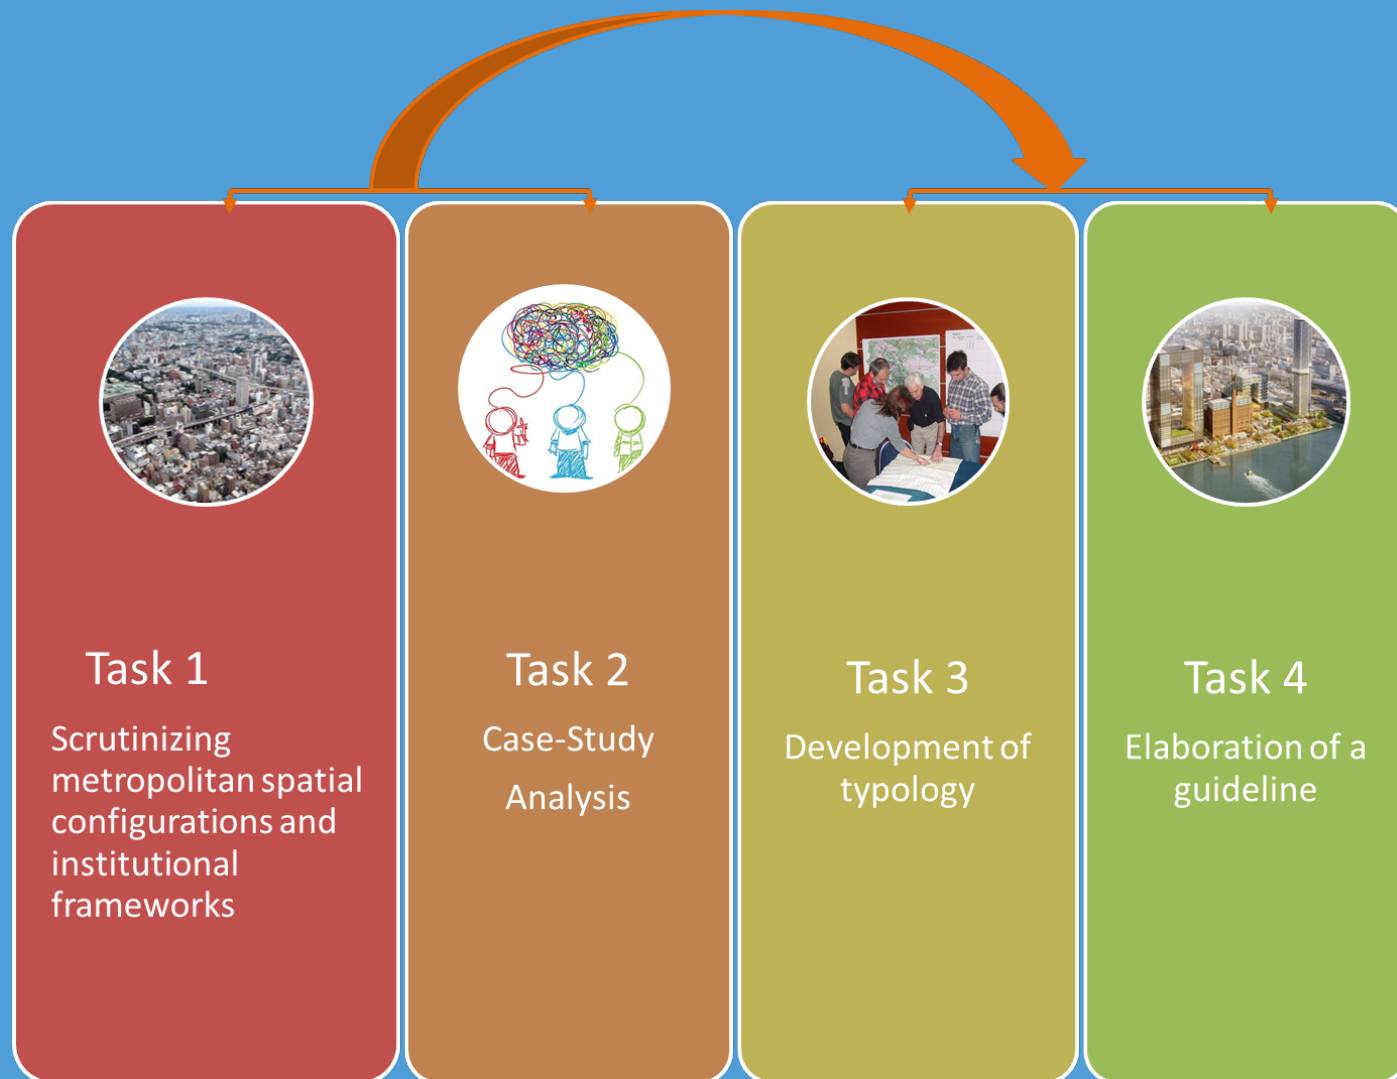 Task 1
Scrutinizing
metropolitan spatial
configurations and
institutional
frameworks
Task 2
Case-Study
Analysis
Task 3
Development of
typology
Task 4
Elaboration of a
guideline